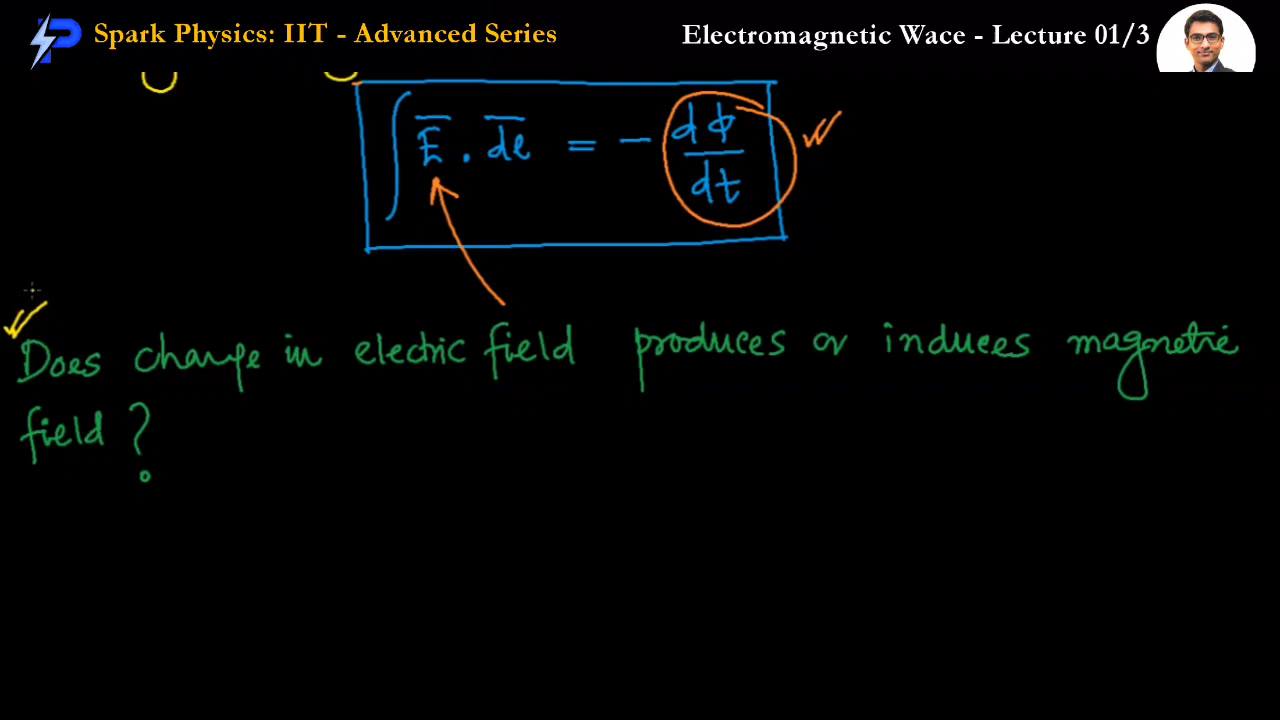 Spark Physics: IIT - Advanced Series
Electromagnetic Wace - Lecture 01/3
∫ E̅ . d̅l̅ = - dϕ/dt
Does change in electric field produces or induces magnetic
field ?